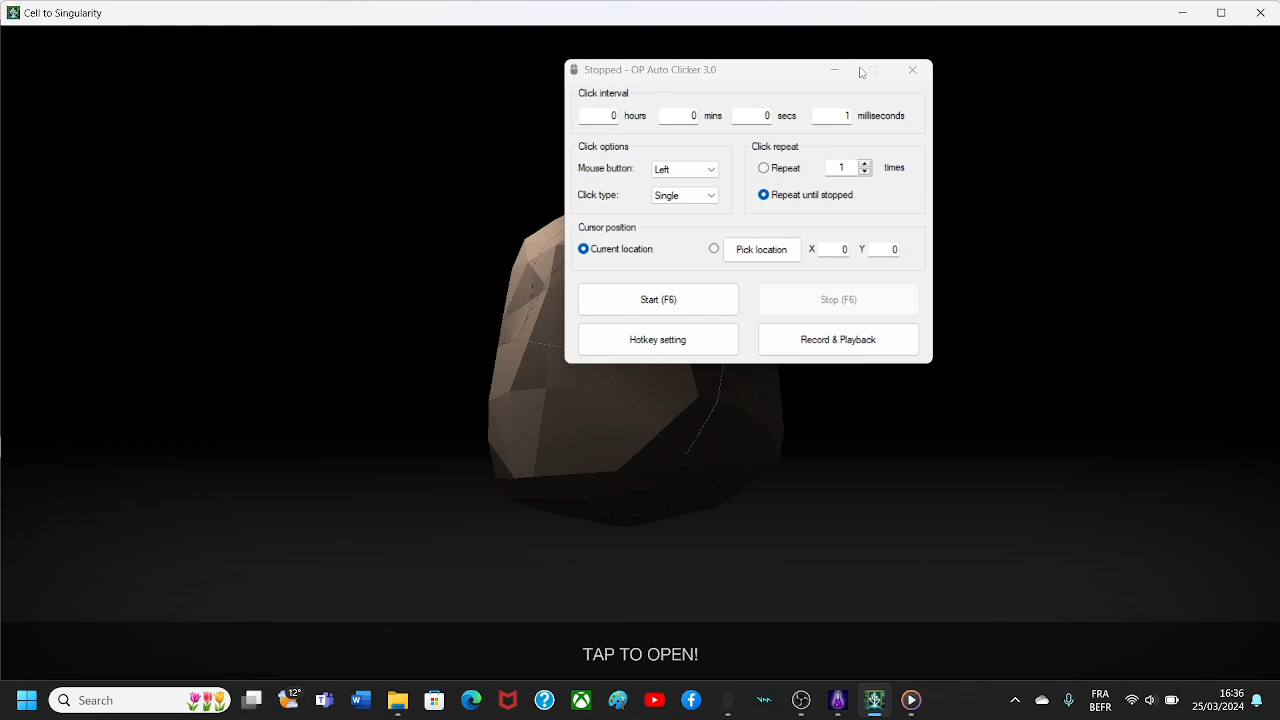 Cell to Singularity
Stopped - OP Auto Clicker 3.0
Click interval
0 hours 0 mins 0 secs 1 milliseconds
Click options
Mouse button: Left
Click type: Single
Click repeat
Repeat 1 times
Repeat until stopped
Cursor position
Current location Pick location X 0 Y 0
Start (F6) Stop (F6)
Hotkey setting Record & Playback
TAP TO OPEN!
Search 12° FRA 16:36
BEFR 25/03/2024